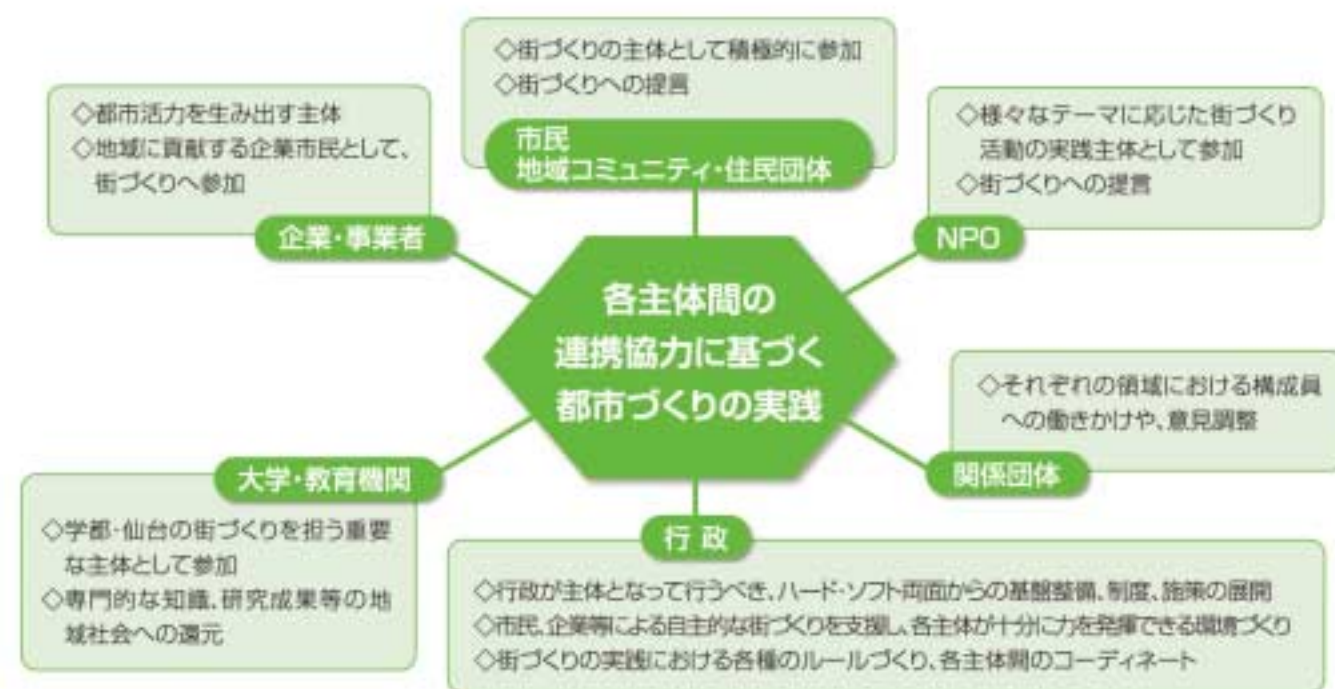 ◇街づくりの主体として積極的に参加
◇街づくりへの提言
市民
地域コミュニティ・住民団体
◇都市活力を生み出す主体
◇地域に貢献する企業市民として、
街づくりへ参加
企業・事業者
◇様々なテーマに応じた街づくり
活動の実践主体として参加
◇街づくりへの提言
NPO
各主体間の
連携協力に基づく
都市づくりの実践
◇それぞれの領域における構成員
への働きかけや、意見調整
関係団体
大学・教育機関
◇学都・仙台の街づくりを担う重要
な主体として参加
◇専門的な知識、研究成果等の地
域社会への還元
行政
◇行政が主体となって行うべき、ハード・ソフト両面からの基盤整備、制度、施策の展開
◇市民、企業等による自主的な街づくりを支援し、各主体が十分に力を発揮できる環境づくり
◇街づくりの実践における各種のルールづくり、各主体間のコーディネート